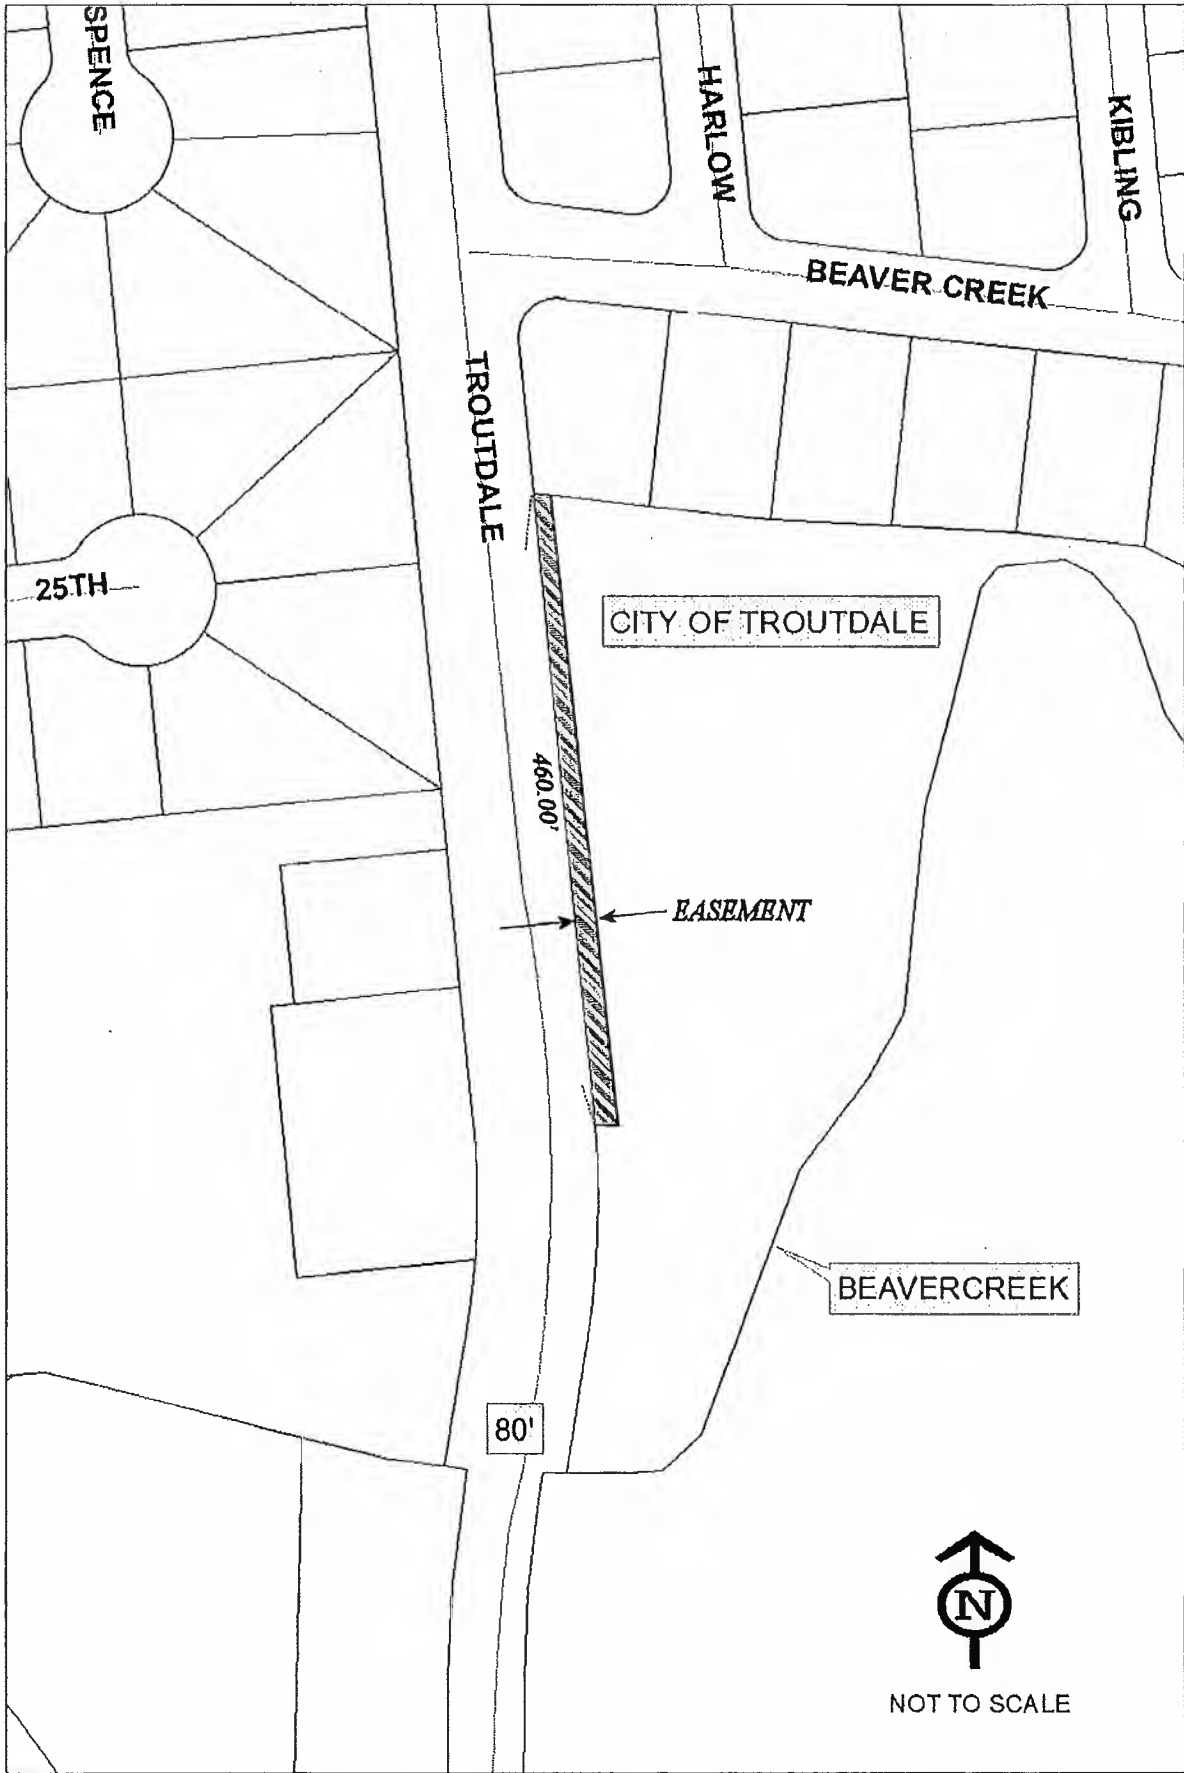 SPENCE
HARLOW
KIBLING
BEAVER CREEK
TROUTDALE
25TH
CITY OF TROUTDALE
460.00'
EASEMENT
BEAVERCREEK
80'
N
NOT TO SCALE